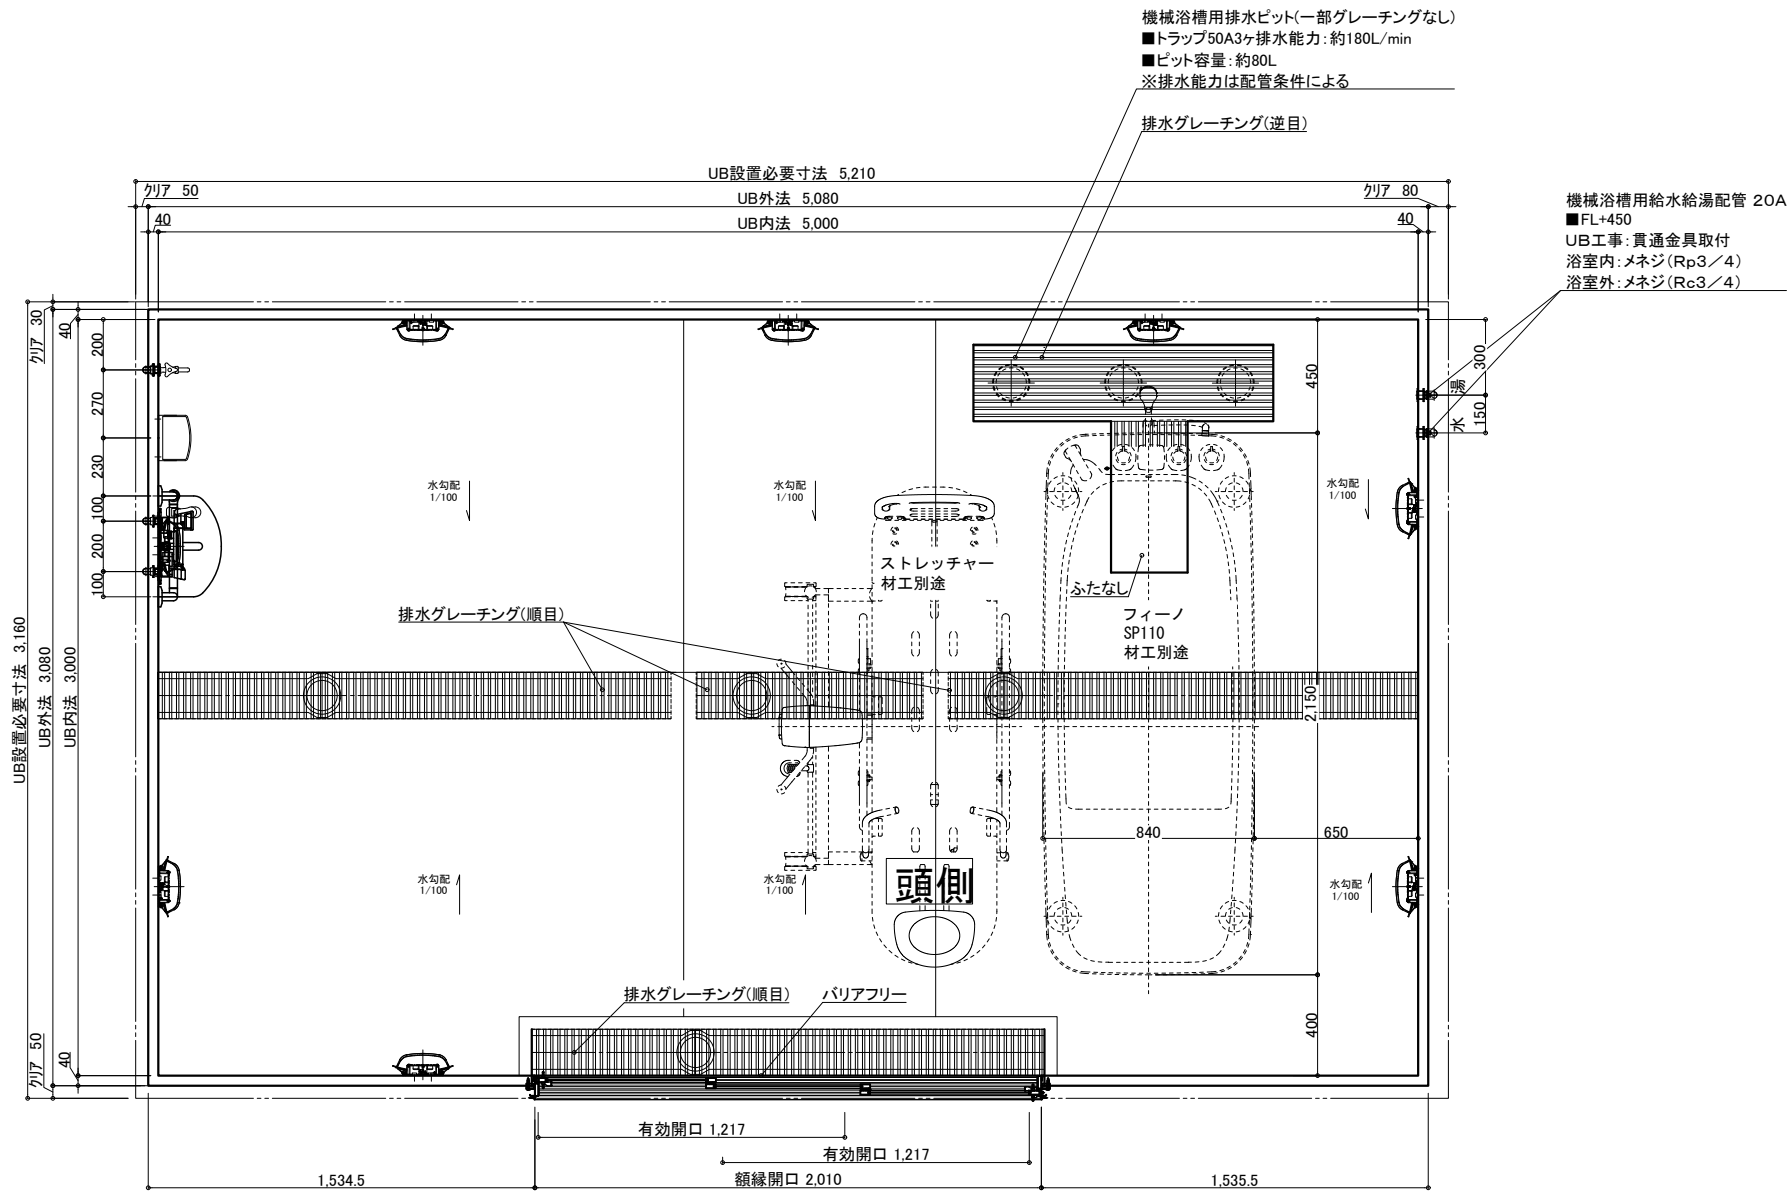 機械浴槽用排水ピット(一部グレーチングなし)
■トラップ50A3ヶ排水能力:約180L/min
■ピット容量:約80L
※排水能力は配管条件による
排水グレーチング(逆目)
UB設置必要寸法 5,210
クリア 50
UB外法 5,080
クリア 80
40
UB内法 5,000
40
機械浴槽用給水給湯配管 20A
■FL+450
UB工事:貫通金具取付
浴室内:メネジ(Rp3/4)
浴室外:メネジ(Rc3/4)
クリア 30
40
200
270
230
100
200
100
UB設置必要寸法 3,160
UB外法 3,080
UB内法 3,000
クリア 50
40
450
300
湯
150
水
水勾配
1/100
水勾配
1/100
水勾配
1/100
ストレッチャー
材工別途
ふたなし
フィーノ
SP110
材工別途
排水グレーチング(順目)
2,150
840
650
水勾配
1/100
水勾配
1/100
頭側
水勾配
1/100
排水グレーチング(順目)
バリアフリー
400
有効開口 1,217
有効開口 1,217
1,534.5
額縁開口 2,010
1,535.5